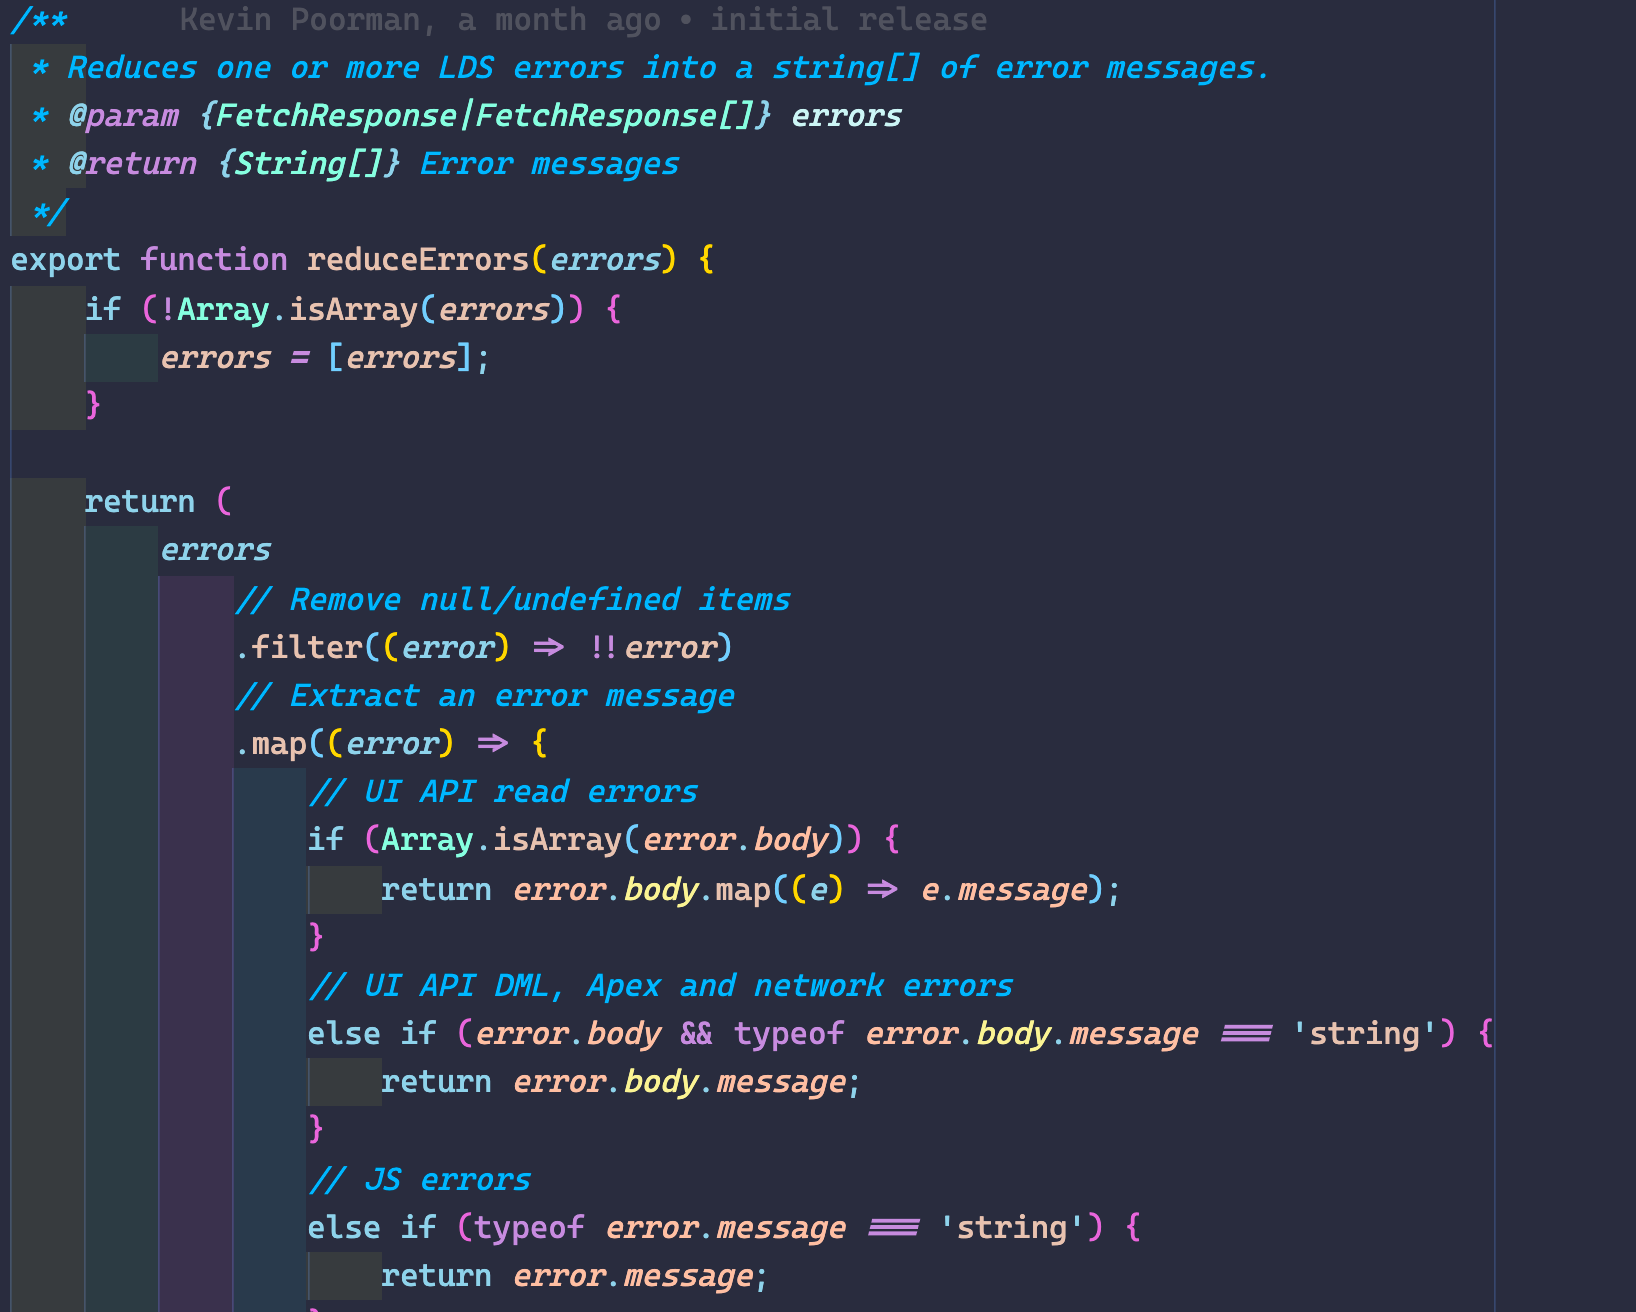 /** Kevin Poorman, a month ago • initial release
 * Reduces one or more LDS errors into a string[] of error messages.
 * @param {FetchResponse|FetchResponse[]} errors
 * @return {String[]} Error messages
 */
export function reduceErrors(errors) {
    if (!Array.isArray(errors)) {
        errors = [errors];
    }

    return (
        errors
            // Remove null/undefined items
            .filter((error) => !!error)
            // Extract an error message
            .map((error) => {
                // UI API read errors
                if (Array.isArray(error.body)) {
                    return error.body.map((e) => e.message);
                }
                // UI API DML, Apex and network errors
                else if (error.body && typeof error.body.message === 'string') {
                    return error.body.message;
                }
                // JS errors
                else if (typeof error.message === 'string') {
                    return error.message;